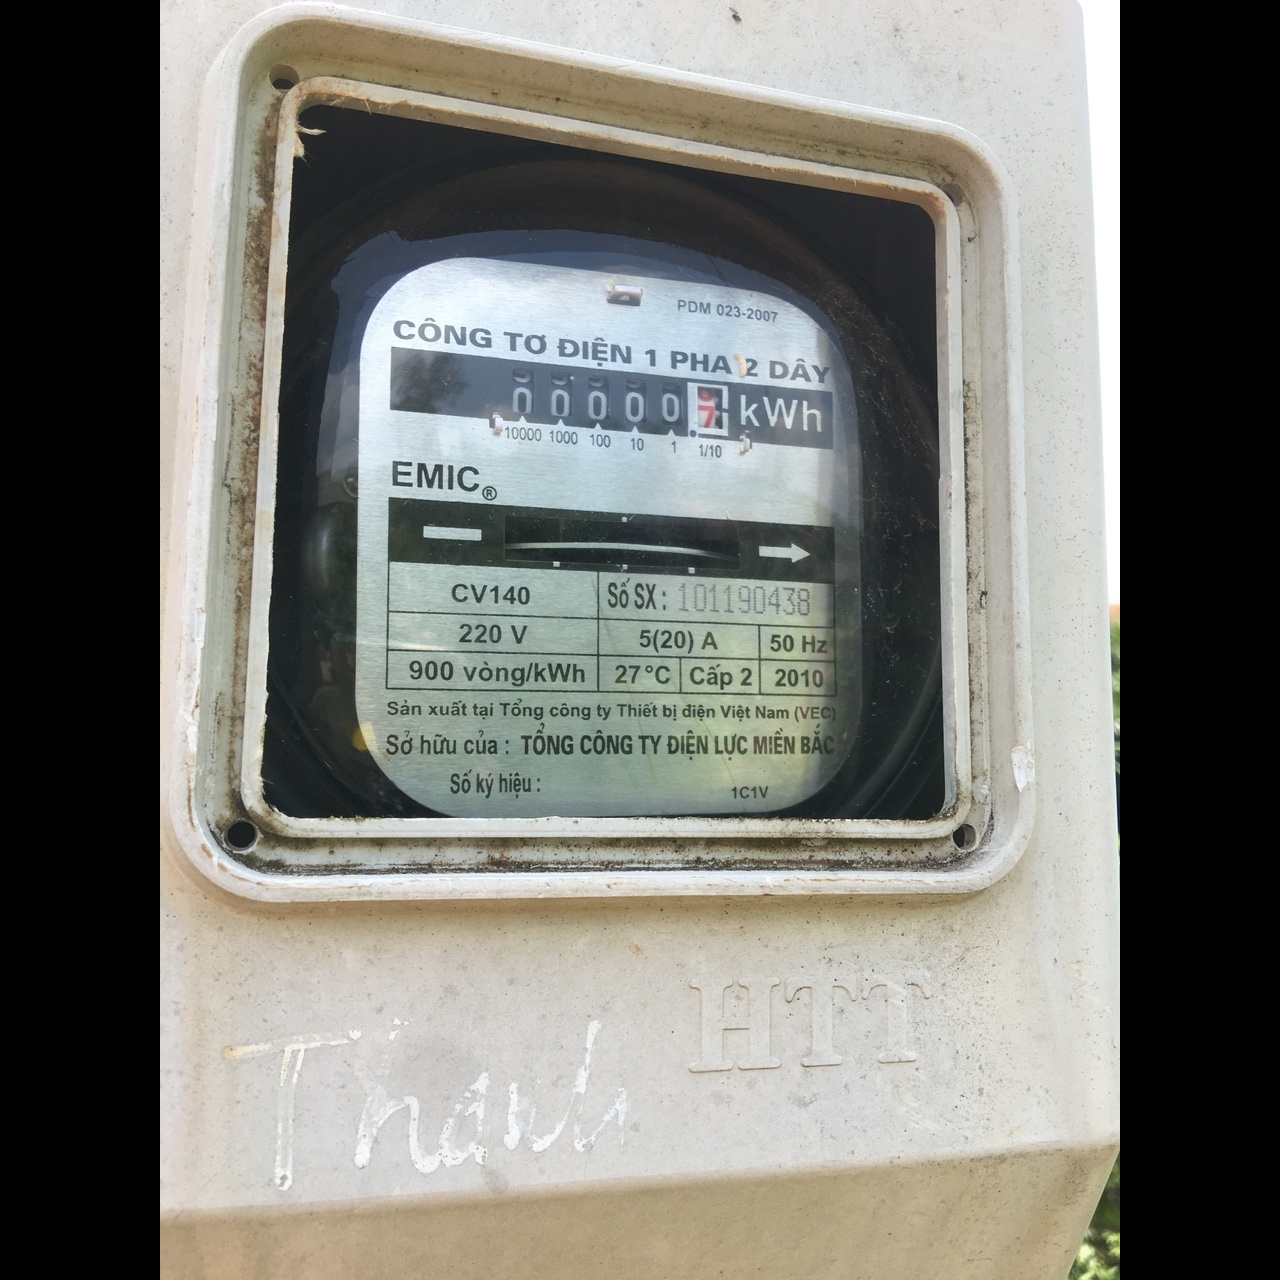 PDM 023-2007
CÔNG TƠ ĐIỆN 1 PHA 2 DÂY
0 0 0 0 0 7 kWh
10000 1000 100 10 1 1/10
EMIC®
CV140 Số SX: 101190438
220 V 5(20) A 50 Hz
900 vòng/kWh 27°C Cấp 2 2010
Sản xuất tại Tổng công ty Thiết bị điện Việt Nam (VEC)
Sở hữu của : TỔNG CÔNG TY ĐIỆN LỰC MIỀN BẮC
Số ký hiệu :
1C1V
HTT
Thanh